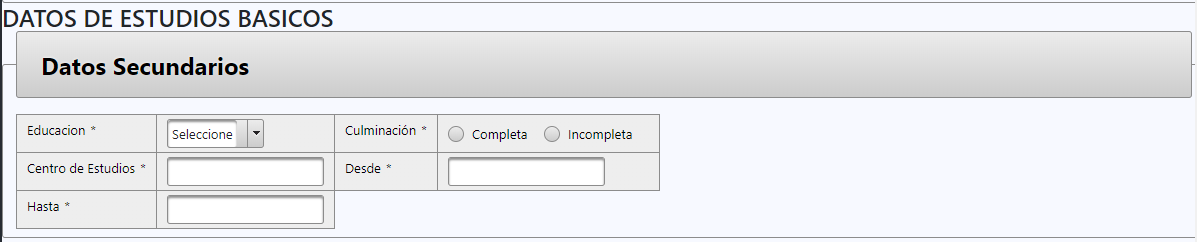 DATOS DE ESTUDIOS BASICOS
Datos Secundarios
Educacion * Seleccione Culminación * Completa Incompleta
Centro de Estudios * Desde *
Hasta *